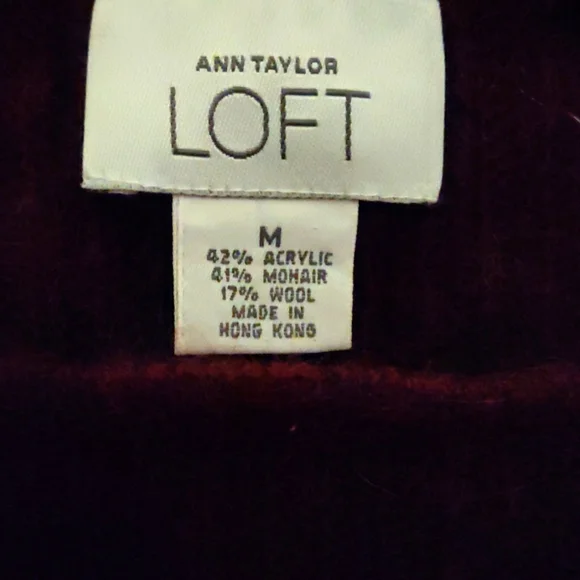 ANN TAYLOR
LOFT
M
42% ACRYLIC
41% MOHAIR
17% WOOL
MADE IN
HONG KONG